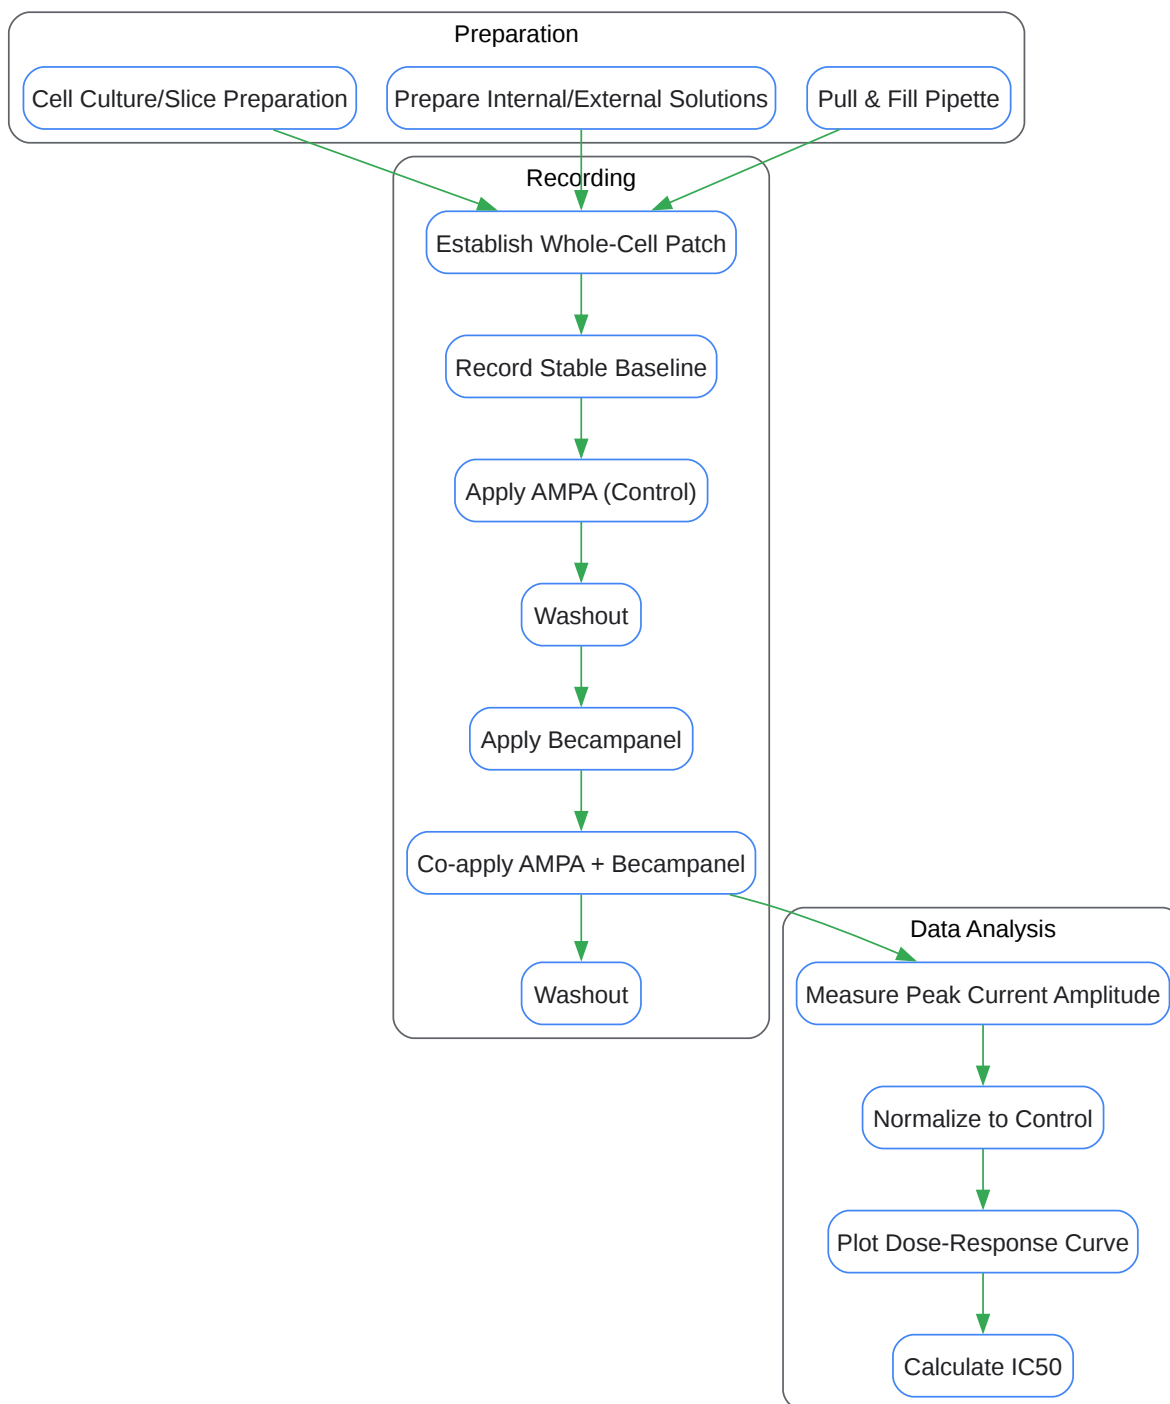 Preparation
Cell Culture/Slice Preparation
Prepare Internal/External Solutions
Pull & Fill Pipette
Recording
Establish Whole-Cell Patch
Record Stable Baseline
Apply AMPA (Control)
Washout
Apply Becampanel
Co-apply AMPA + Becampanel
Washout
Data Analysis
Measure Peak Current Amplitude
Normalize to Control
Plot Dose-Response Curve
Calculate IC50